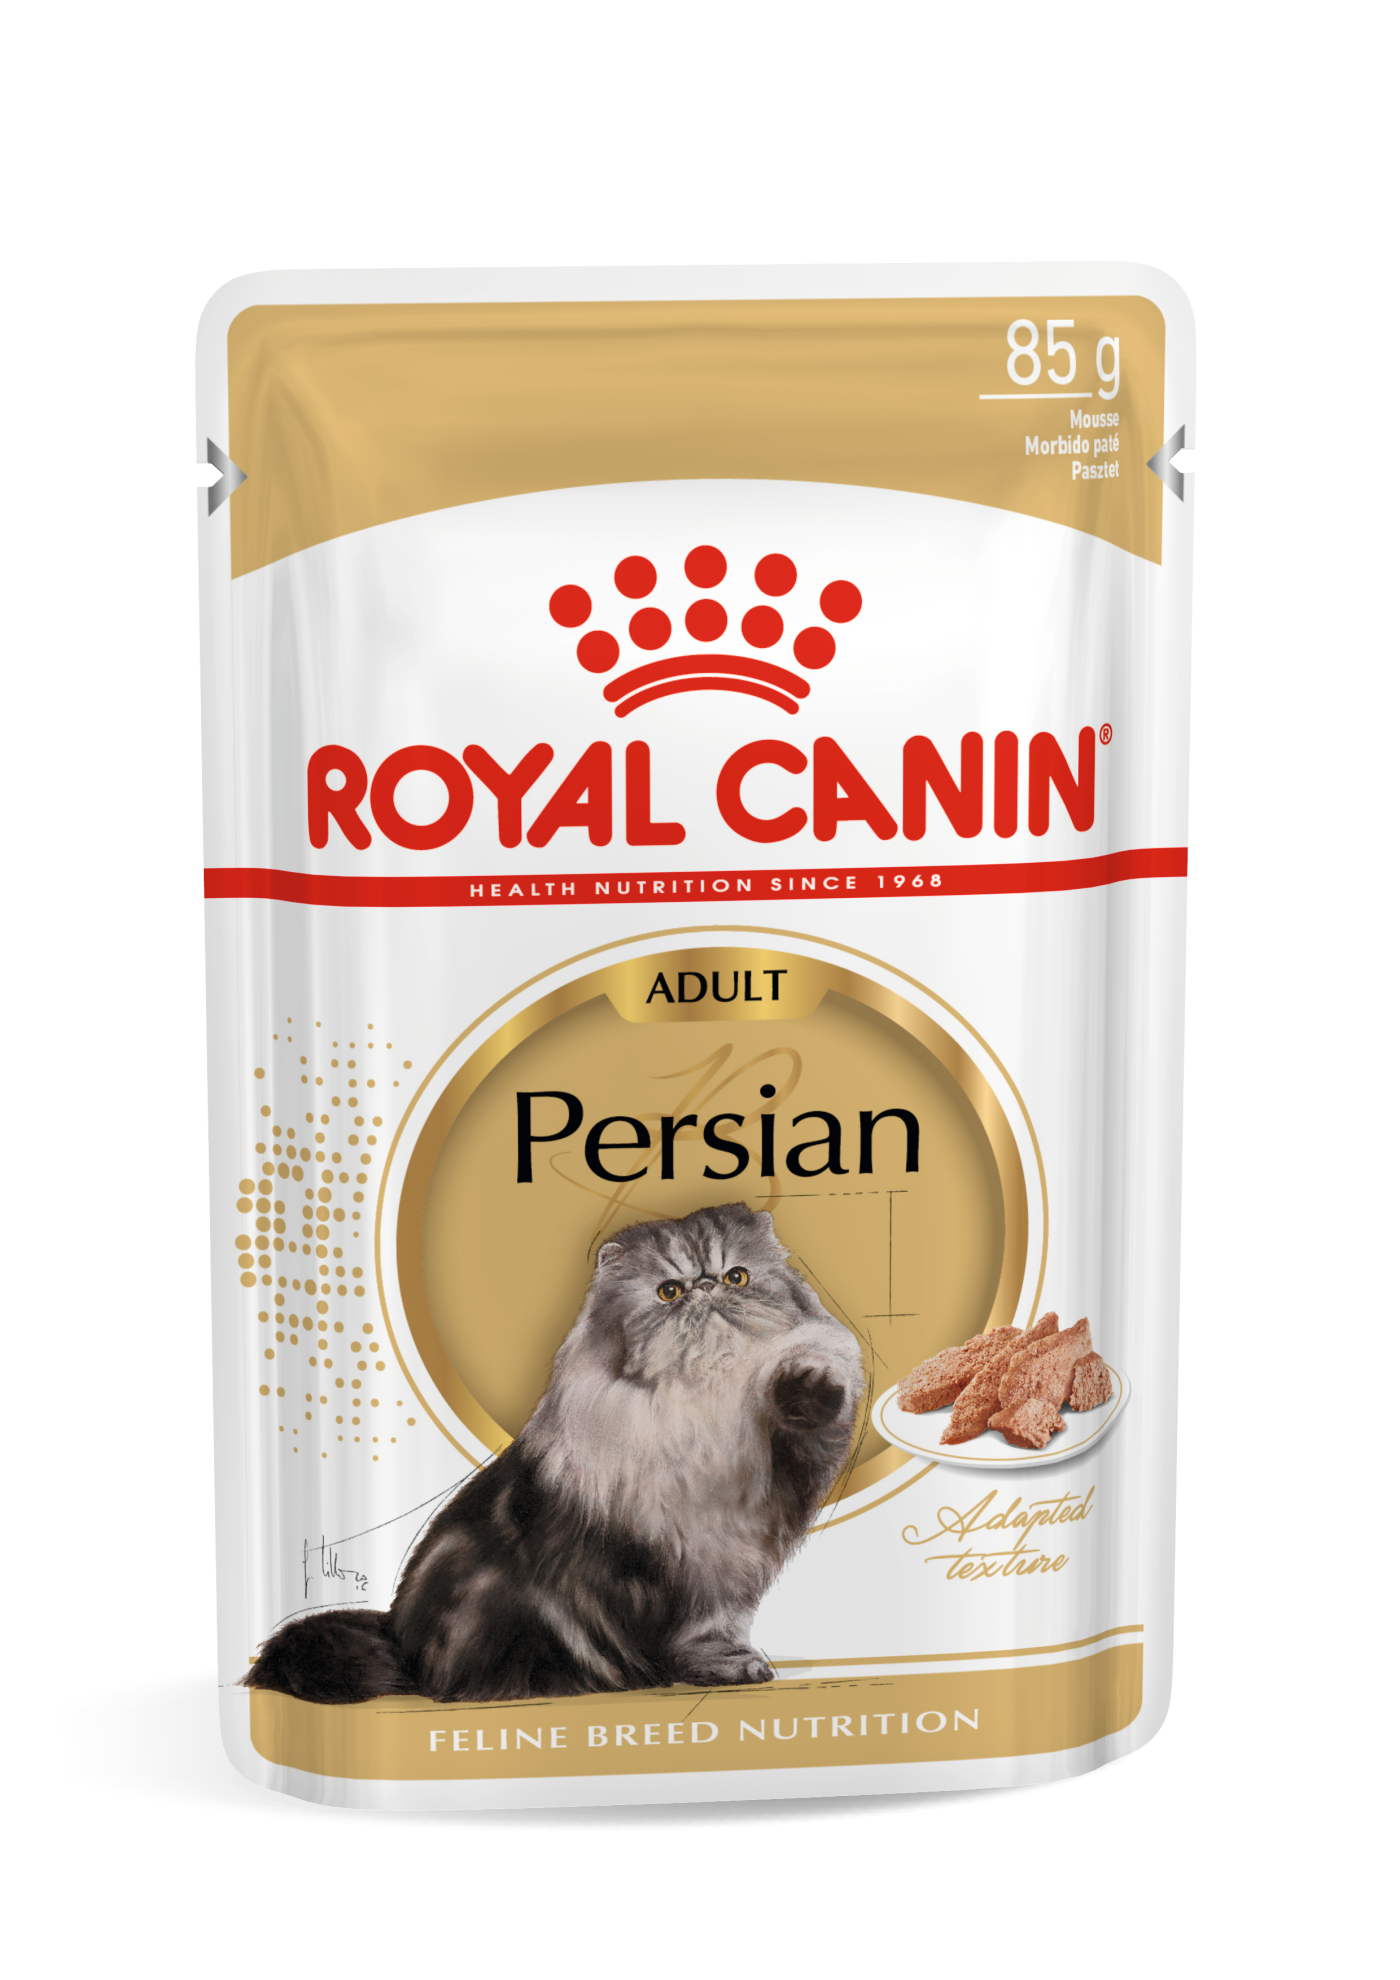 85 g
Mousse
Morbido paté
Pasztet
ROYAL CANIN®
HEALTH NUTRITION SINCE 1968
ADULT
Persian
Adapted
texture
FELINE BREED NUTRITION